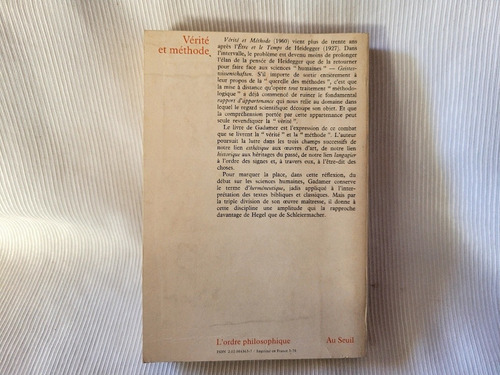 Vérité
et méthode
Vérité et Méthode (1960) vient plus de trente ans
après l'Être et le Temps de Heidegger (1927). Dans
l'intervalle, le problème est devenu moins de prolonger
l'élan de la pensée de Heidegger que de la retourner
pour faire face aux sciences "humaines" — Geistes-
wissenschaften. S'il importe de sortir entièrement à
leur propos de la "querelle des méthodes", c'est que
la mise à distance qu'opère tout traitement "méthodo-
logique" a déjà commencé de ruiner le fondamental
rapport d'appartenance qui nous relie au domaine dans
lequel le regard scientifique découpe son objet. Et que
la compréhension portée par cette appartenance peut
seule revendiquer la "vérité".
Le livre de Gadamer est l'expression de ce combat
que se livrent la "vérité" et la "méthode". L'auteur
poursuit la lutte dans les trois champs successifs de
notre lien esthétique aux œuvres d'art, de notre lien
historique aux héritages du passé, de notre lien langagier
à l'ordre des signes et, à travers eux, à l'être-dit des
choses.
Pour marquer la place, dans cette réflexion, du
débat sur les sciences humaines, Gadamer conserve
le terme d'herméneutique, jadis appliqué à l'inter-
prétation des textes bibliques et classiques. Mais par
la triple division de son œuvre maîtresse, il donne à
cette discipline une amplitude qui la rapproche
davantage de Hegel que de Schleiermacher.
L'ordre philosophique
Au Seuil
Imprimé en France